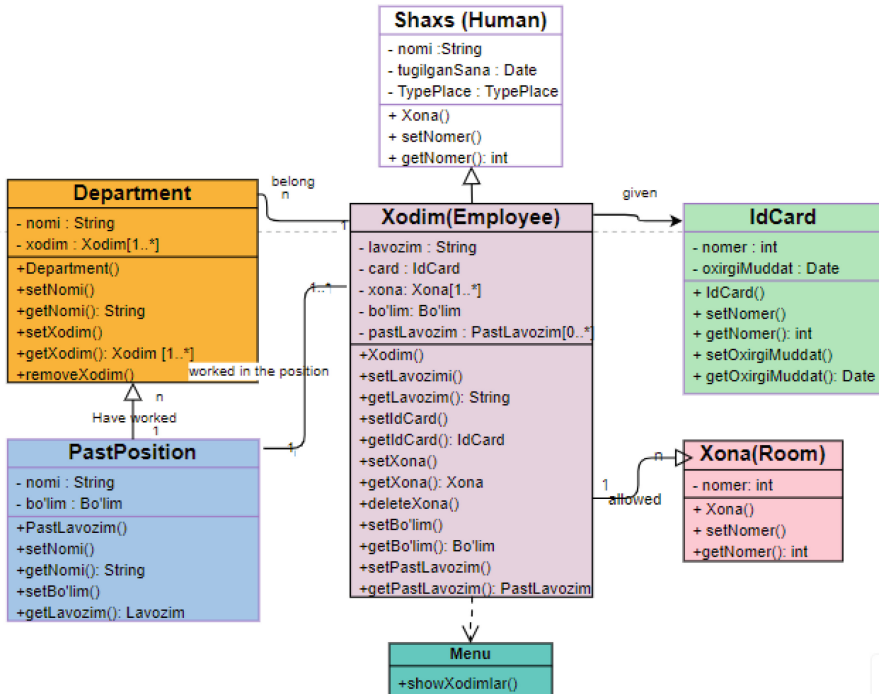 Shaxs (Human)
- nomi :String
- tugilganSana : Date
- TypePlace : TypePlace
+ Xona()
+ setNomer()
+ getNomer(): int
belong
n
1
given
Department
- nomi : String
- xodim : Xodim[1..*]
+Department()
+setNomi()
+getNomi(): String
+setXodim()
+getXodim(): Xodim [1..*]
+removeXodim()
Xodim(Employee)
- lavozim : String
- card : IdCard
- xona: Xona[1..*]
- bo'lim: Bo'lim
- pastLavozim : PastLavozim[0..*]
+Xodim()
+setLavozimi()
+getLavozim(): String
+setIdCard()
+getIdCard(): IdCard
+setXona()
+getXona(): Xona
+deleteXona()
+setBo'lim()
+getBo'lim(): Bo'lim
+setPastLavozim()
+getPastLavozim(): PastLavozim
IdCard
- nomer : int
- oxirgiMuddat : Date
+ IdCard()
+ setNomer()
+ getNomer(): int
+ setOxirgiMuddat()
+ getOxirgiMuddat(): Date
1..*
worked in the position
1
n
Have worked
1
PastPosition
- nomi : String
- bo'lim : Bo'lim
+PastLavozim()
+setNomi()
+getNomi(): String
+setBo'lim()
+getLavozim(): Lavozim
n
1
allowed
Xona(Room)
- nomer: int
+ Xona()
+ setNomer()
+getNomer(): int
Menu
+showXodimlar()